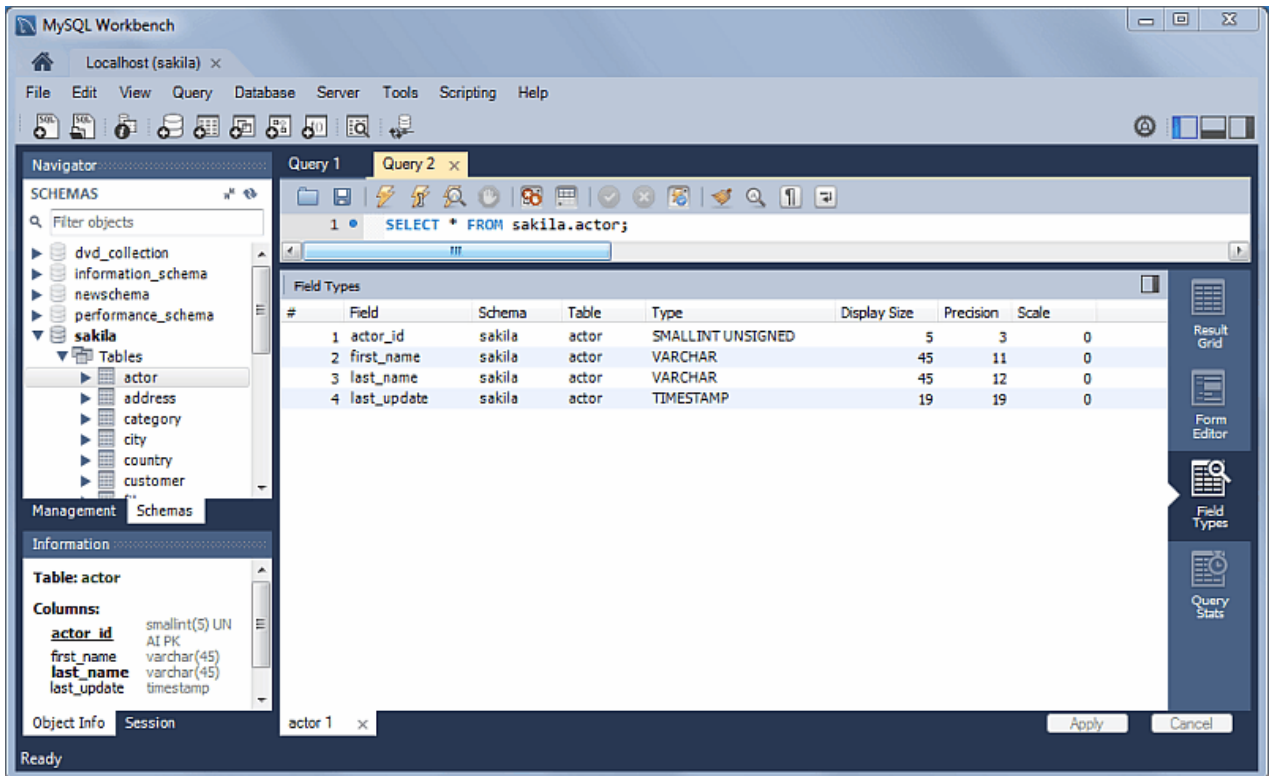 MySQL Workbench
Localhost (sakila)
File Edit View Query Database Server Tools Scripting Help
Navigator
SCHEMAS
Filter objects
dvd_collection
information_schema
newschema
performance_schema
sakila
Tables
actor
address
category
city
country
customer
Management Schemas
Information
Table: actor
Columns:
actor_id smallint(5) UN AI PK
first_name varchar(45)
last_name varchar(45)
last_update timestamp
Object Info Session
Query 1 Query 2
1 SELECT * FROM sakila.actor;
Field Types
# Field Schema Table Type Display Size Precision Scale
1 actor_id sakila actor SMALLINT UNSIGNED 5 3 0
2 first_name sakila actor VARCHAR 45 11 0
3 last_name sakila actor VARCHAR 45 12 0
4 last_update sakila actor TIMESTAMP 19 19 0
Result
Grid
Form
Editor
Field
Types
Query
Stats
actor 1
Apply Cancel
Ready